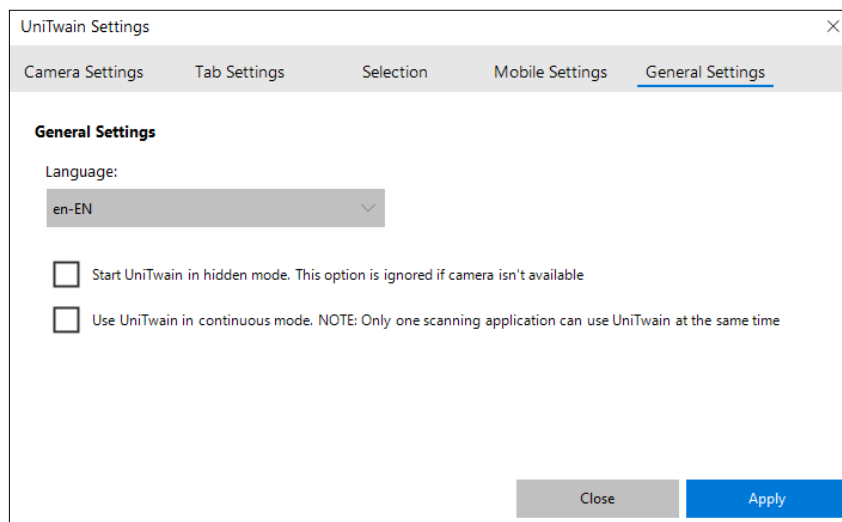 UniTwain Settings
Camera Settings Tab Settings Selection Mobile Settings General Settings
General Settings
Language:
en-EN
Start UniTwain in hidden mode. This option is ignored if camera isn't available
Use UniTwain in continuous mode. NOTE: Only one scanning application can use UniTwain at the same time
Close Apply